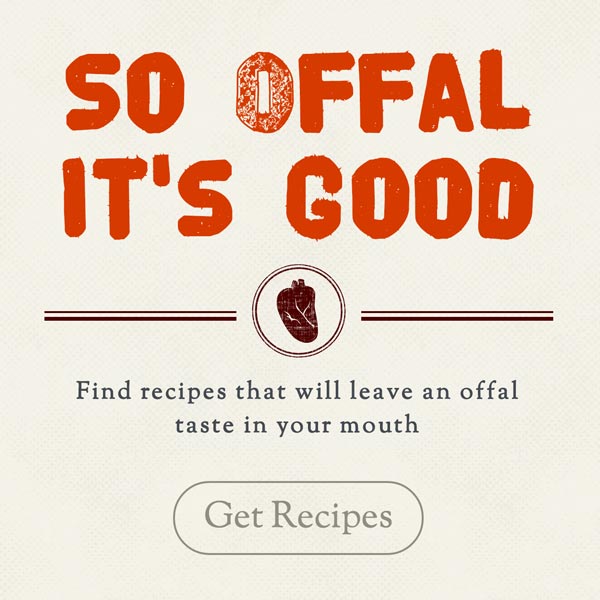 SO OFFAL
IT'S GOOD
Find recipes that will leave an offal
taste in your mouth
Get Recipes